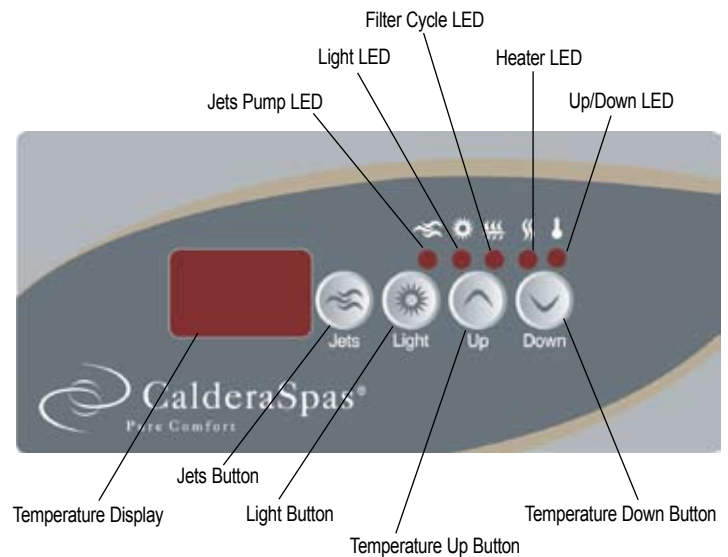 Filter Cycle LED
Light LED
Heater LED
Jets Pump LED
Up/Down LED
Jets
Light
Up
Down
CalderaSpas®
Pure Comfort
Jets Button
Temperature Display
Light Button
Temperature Down Button
Temperature Up Button